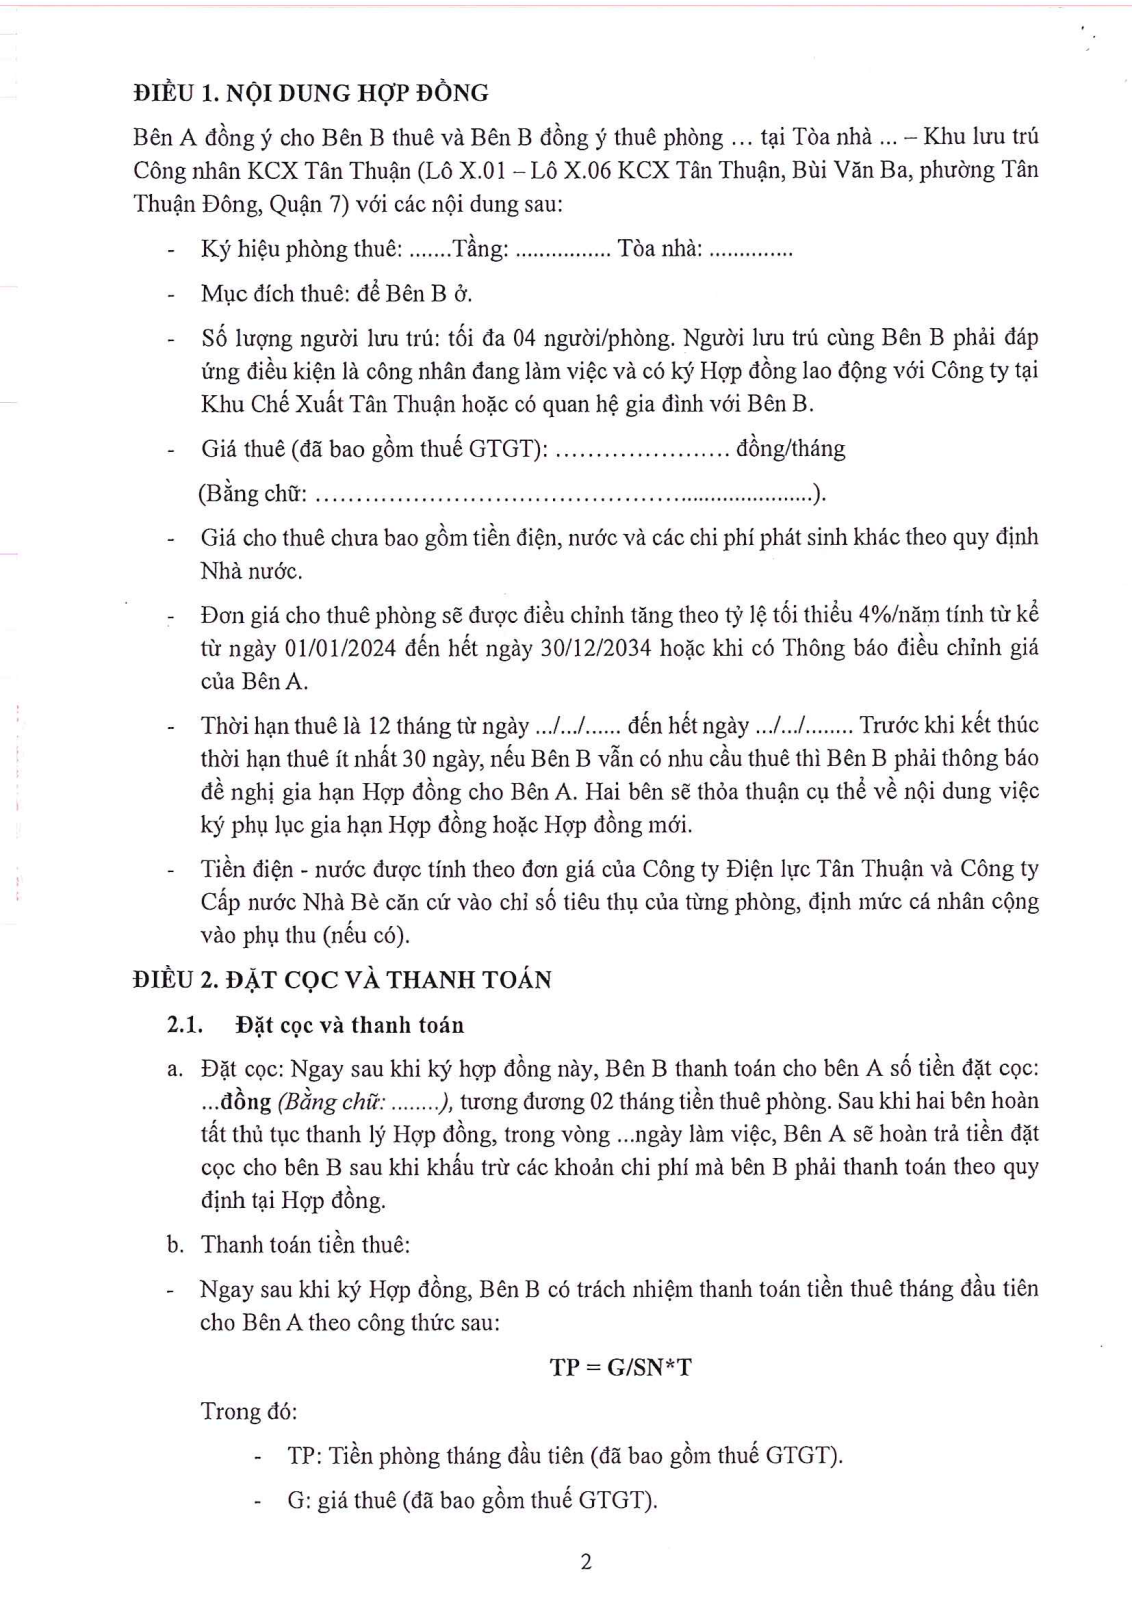 ĐIỀU 1. NỘI DUNG HỢP ĐỒNG
Bên A đồng ý cho Bên B thuê và Bên B đồng ý thuê phòng ... tại Tòa nhà ... – Khu lưu trú
Công nhân KCX Tân Thuận (Lô X.01 – Lô X.06 KCX Tân Thuận, Bùi Văn Ba, phường Tân
Thuận Đông, Quận 7) với các nội dung sau:
- Ký hiệu phòng thuê: .......Tầng: ................ Tòa nhà: ..............
- Mục đích thuê: để Bên B ở.
- Số lượng người lưu trú: tối đa 04 người/phòng. Người lưu trú cùng Bên B phải đáp
ứng điều kiện là công nhân đang làm việc và có ký Hợp đồng lao động với Công ty tại
Khu Chế Xuất Tân Thuận hoặc có quan hệ gia đình với Bên B.
- Giá thuê (đã bao gồm thuế GTGT): ...................... đồng/tháng
(Bằng chữ: ....................................................................).
- Giá cho thuê chưa bao gồm tiền điện, nước và các chi phí phát sinh khác theo quy định
Nhà nước.
- Đơn giá cho thuê phòng sẽ được điều chỉnh tăng theo tỷ lệ tối thiểu 4%/năm tính từ kể
từ ngày 01/01/2024 đến hết ngày 30/12/2034 hoặc khi có Thông báo điều chỉnh giá
của Bên A.
- Thời hạn thuê là 12 tháng từ ngày .../.../...... đến hết ngày .../.../........ Trước khi kết thúc
thời hạn thuê ít nhất 30 ngày, nếu Bên B vẫn có nhu cầu thuê thì Bên B phải thông báo
đề nghị gia hạn Hợp đồng cho Bên A. Hai bên sẽ thỏa thuận cụ thể về nội dung việc
ký phụ lục gia hạn Hợp đồng hoặc Hợp đồng mới.
- Tiền điện - nước được tính theo đơn giá của Công ty Điện lực Tân Thuận và Công ty
Cấp nước Nhà Bè căn cứ vào chỉ số tiêu thụ của từng phòng, định mức cá nhân cộng
vào phụ thu (nếu có).
ĐIỀU 2. ĐẶT CỌC VÀ THANH TOÁN
2.1. Đặt cọc và thanh toán
a. Đặt cọc: Ngay sau khi ký hợp đồng này, Bên B thanh toán cho bên A số tiền đặt cọc:
...đồng (Bằng chữ: ........), tương đương 02 tháng tiền thuê phòng. Sau khi hai bên hoàn
tất thủ tục thanh lý Hợp đồng, trong vòng ...ngày làm việc, Bên A sẽ hoàn trả tiền đặt
cọc cho bên B sau khi khấu trừ các khoản chi phí mà bên B phải thanh toán theo quy
định tại Hợp đồng.
b. Thanh toán tiền thuê:
- Ngay sau khi ký Hợp đồng, Bên B có trách nhiệm thanh toán tiền thuê tháng đầu tiên
cho Bên A theo công thức sau:
TP = G/SN*T
Trong đó:
- TP: Tiền phòng tháng đầu tiên (đã bao gồm thuế GTGT).
- G: giá thuê (đã bao gồm thuế GTGT).
2